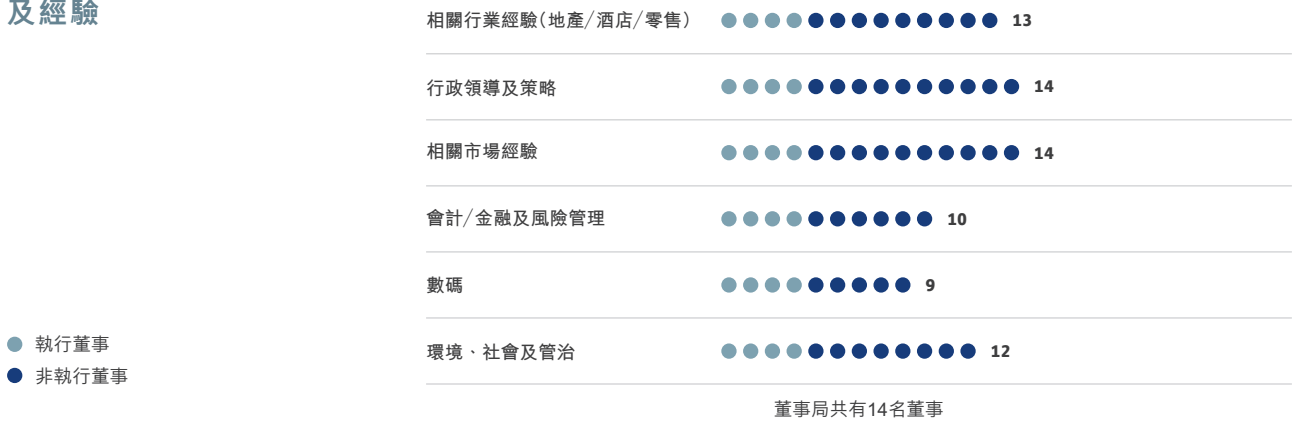 及經驗
相關行業經驗(地產/酒店/零售) 13
行政領導及策略 14
相關市場經驗 14
會計/金融及風險管理 10
數碼 9
環境、社會及管治 12
執行董事
非執行董事
董事局共有14名董事